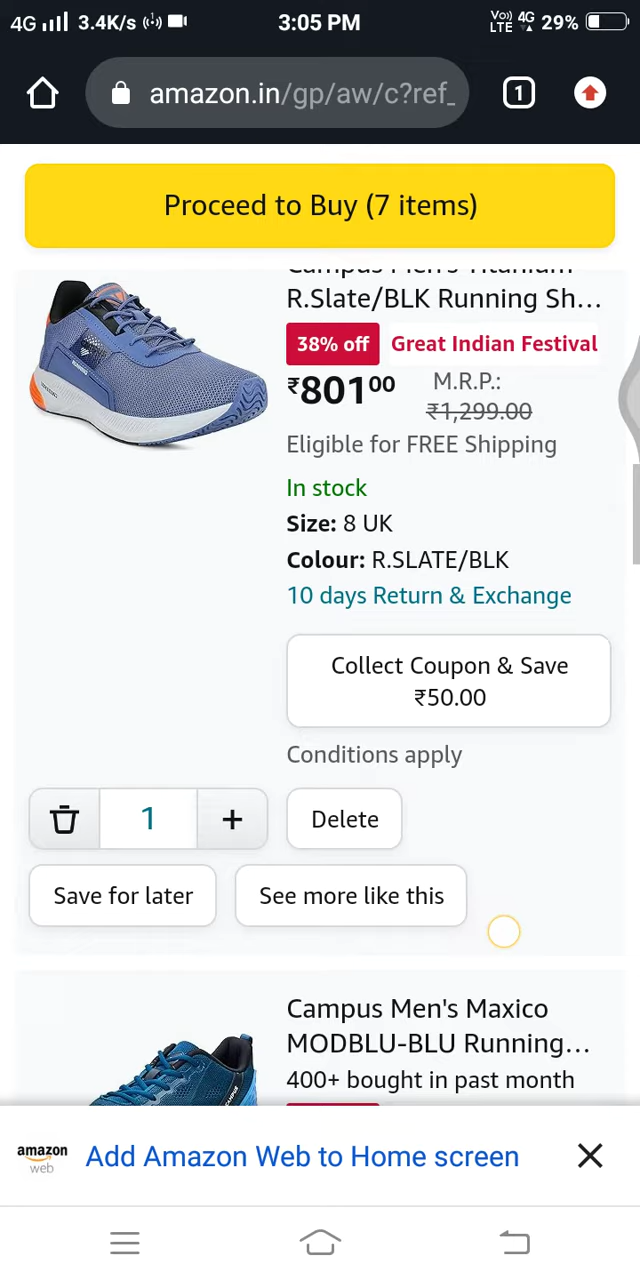 4G 3.4K/s 3:05 PM Vo) LTE 4G 29%
amazon.in/gp/aw/c?ref_ 1
Proceed to Buy (7 items)
Campus Men's Titanium
R.Slate/BLK Running Sh...
38% off Great Indian Festival
₹801.00 M.R.P.:
₹1,299.00
Eligible for FREE Shipping
In stock
Size: 8 UK
Colour: R.SLATE/BLK
10 days Return & Exchange
Collect Coupon & Save
₹50.00
Conditions apply
1 + Delete
Save for later See more like this
Campus Men's Maxico
MODBLU-BLU Running...
400+ bought in past month
amazon
web
Add Amazon Web to Home screen